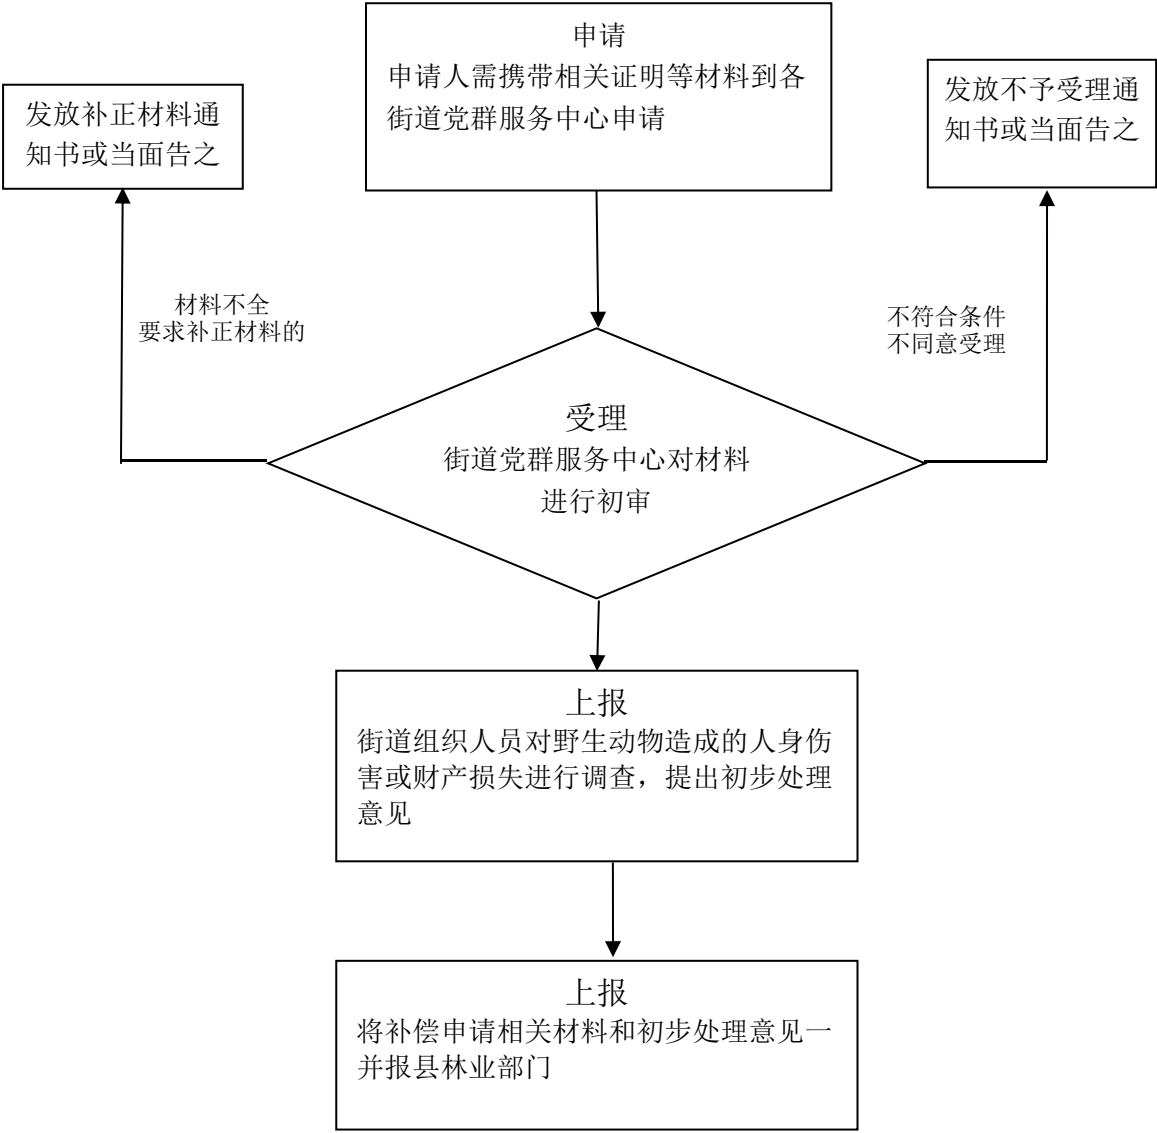 申请
申请人需携带相关证明等材料到各
街道党群服务中心申请
发放补正材料通
知书或当面告之
发放不予受理通
知书或当面告之
材料不全
要求补正材料的
不符合条件
不同意受理
受理
街道党群服务中心对材料
进行初审
上报
街道组织人员对野生动物造成的人身伤
害或财产损失进行调查，提出初步处理
意见
上报
将补偿申请相关材料和初步处理意见一
并报县林业部门